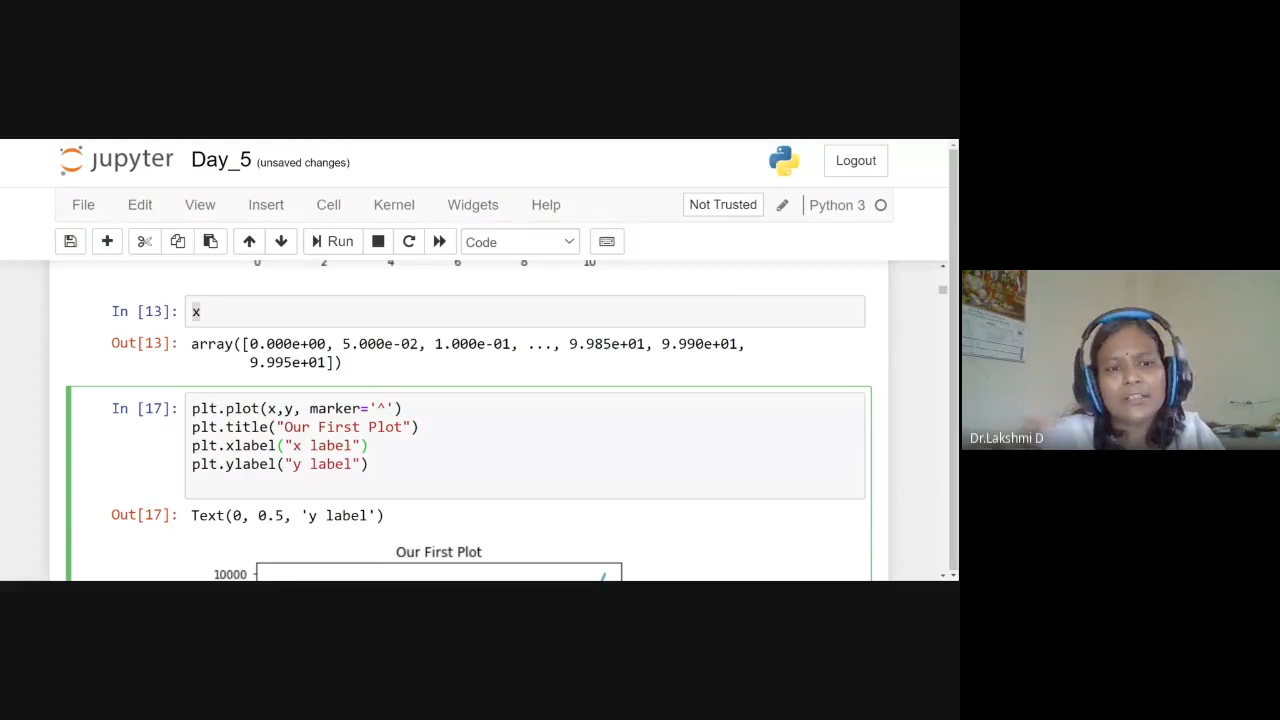 jupyter Day_5 (unsaved changes)
Logout
File Edit View Insert Cell Kernel Widgets Help
Not Trusted
Python 3
Run
Code
0 2 4 6 8 10
In [13]: x
Out[13]: array([0.000e+00, 5.000e-02, 1.000e-01, ..., 9.985e+01, 9.990e+01,
9.995e+01])
In [17]: plt.plot(x,y, marker='^')
plt.title("Our First Plot")
plt.xlabel("x label")
plt.ylabel("y label")
Out[17]: Text(0, 0.5, 'y label')
Our First Plot
10000
Dr.Lakshmi D